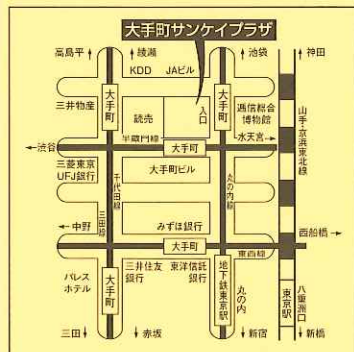 大手町サンケイプラザ
高島平
綾瀬
池袋
神田
KDD
JAビル
三井物産
大手町
読売
入口
大手町
逓信総合
博物館
山手・京浜東北線
半蔵門線
渋谷
大手町
水天宮
三菱東京
UFJ銀行
千代田線
大手町ビル
丸の内線
三田線
中野
みずほ銀行
西船橋
大手町
東西線
パレス
ホテル
大手町
三井住友
銀行
東洋信託
銀行
地下鉄東京駅
丸の内
東京駅
八重洲口
三田
赤坂
新宿
新橋